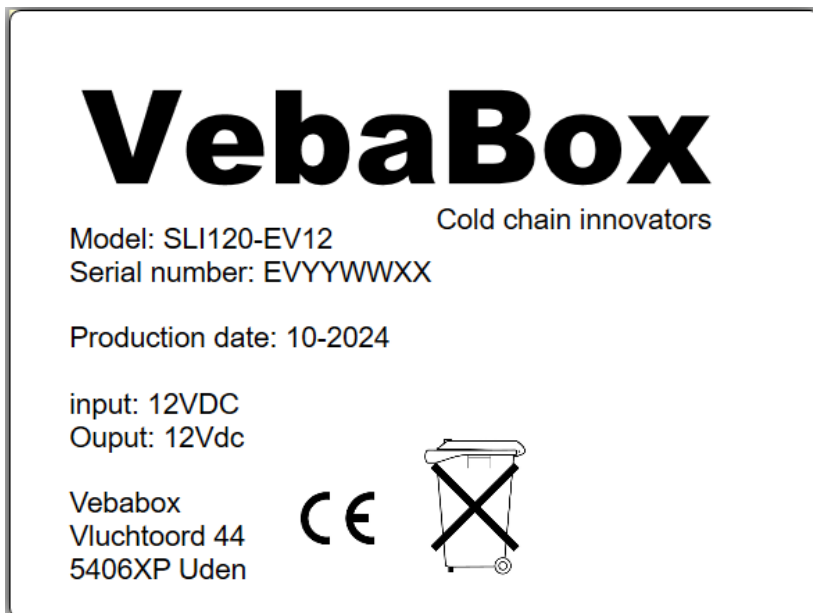 VebaBox
Cold chain innovators
Model: SLI120-EV12
Serial number: EVYYWWXX
Production date: 10-2024
input: 12VDC
Ouput: 12Vdc
Vebabox
Vluchtoord 44
5406XP Uden
CE